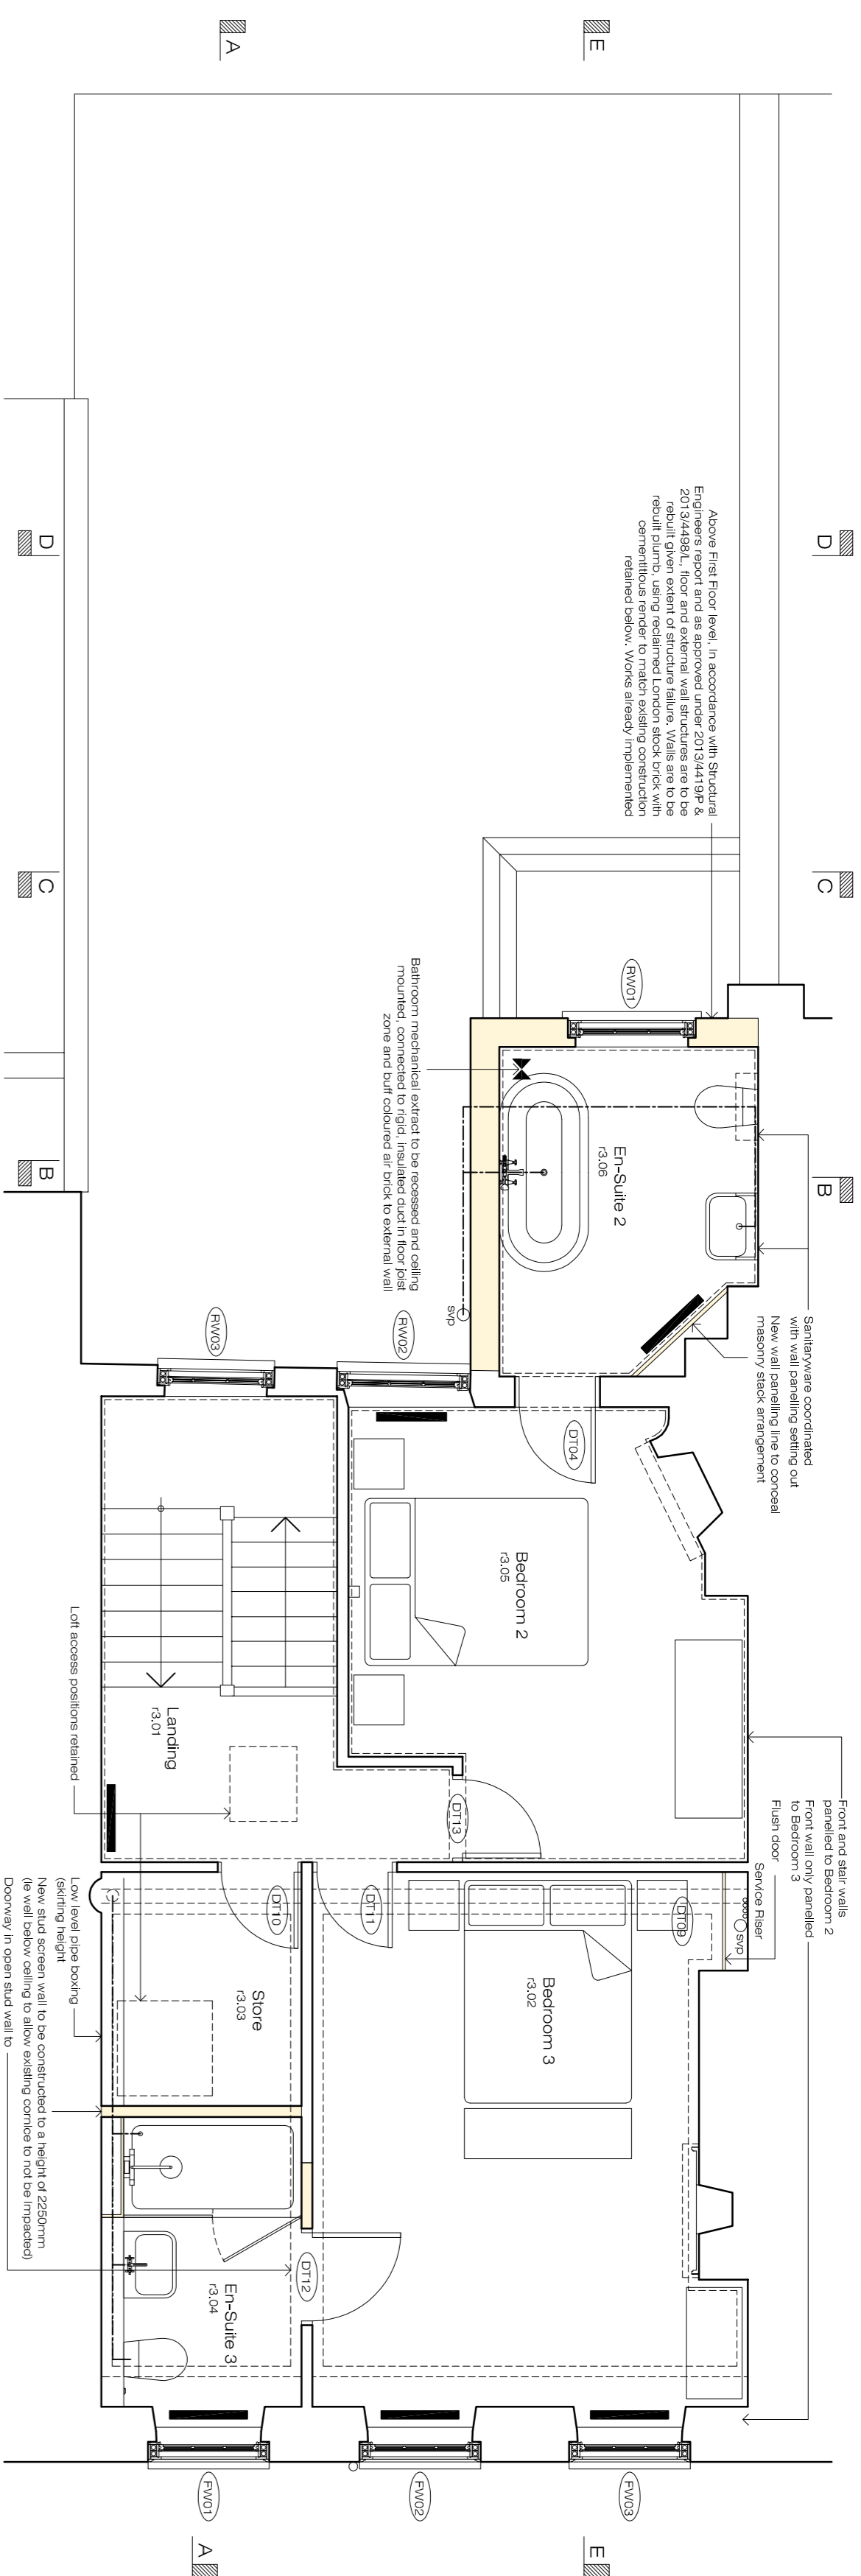 A
E
D
C
B
D
C
B
Above First Floor level, in accordance with Structural
Engineers report and as approved under 2013/4419/P &
2013/4498/L, floor and external wall structures are to be
rebuilt given extent of structure failure. Walls are to be
rebuilt plumb, using reclaimed London stock brick with
cementitious render to match existing construction
retained below. Works already implemented
Bathroom mechanical extract to be recessed and ceiling
mounted, connected to rigid, insulated duct in floor joist
zone and buff coloured air brick to external wall
RW01
En-Suite 2
r3.06
svp
Sanitaryware coordinated
with wall panelling setting out
New wall panelling line to conceal
masonry stack arrangement
RW02
RW03
DT04
Bedroom 2
r3.05
Landing
r3.01
Loft access positions retained
DT13
Front and stair walls
panelled to Bedroom 2
Front wall only panelled
to Bedroom 3
Flush door
Service Riser
svp
DT09
DT11
DT10
Bedroom 3
r3.02
Store
r3.03
Low level pipe boxing
(skirting height)
New stud screen wall to be constructed to a height of 2250mm
(ie well below ceiling to allow existing cornice to not be impacted)
Doorway in open stud wall to
DT12
En-Suite 3
r3.04
FW03
FW02
FW01
E
A